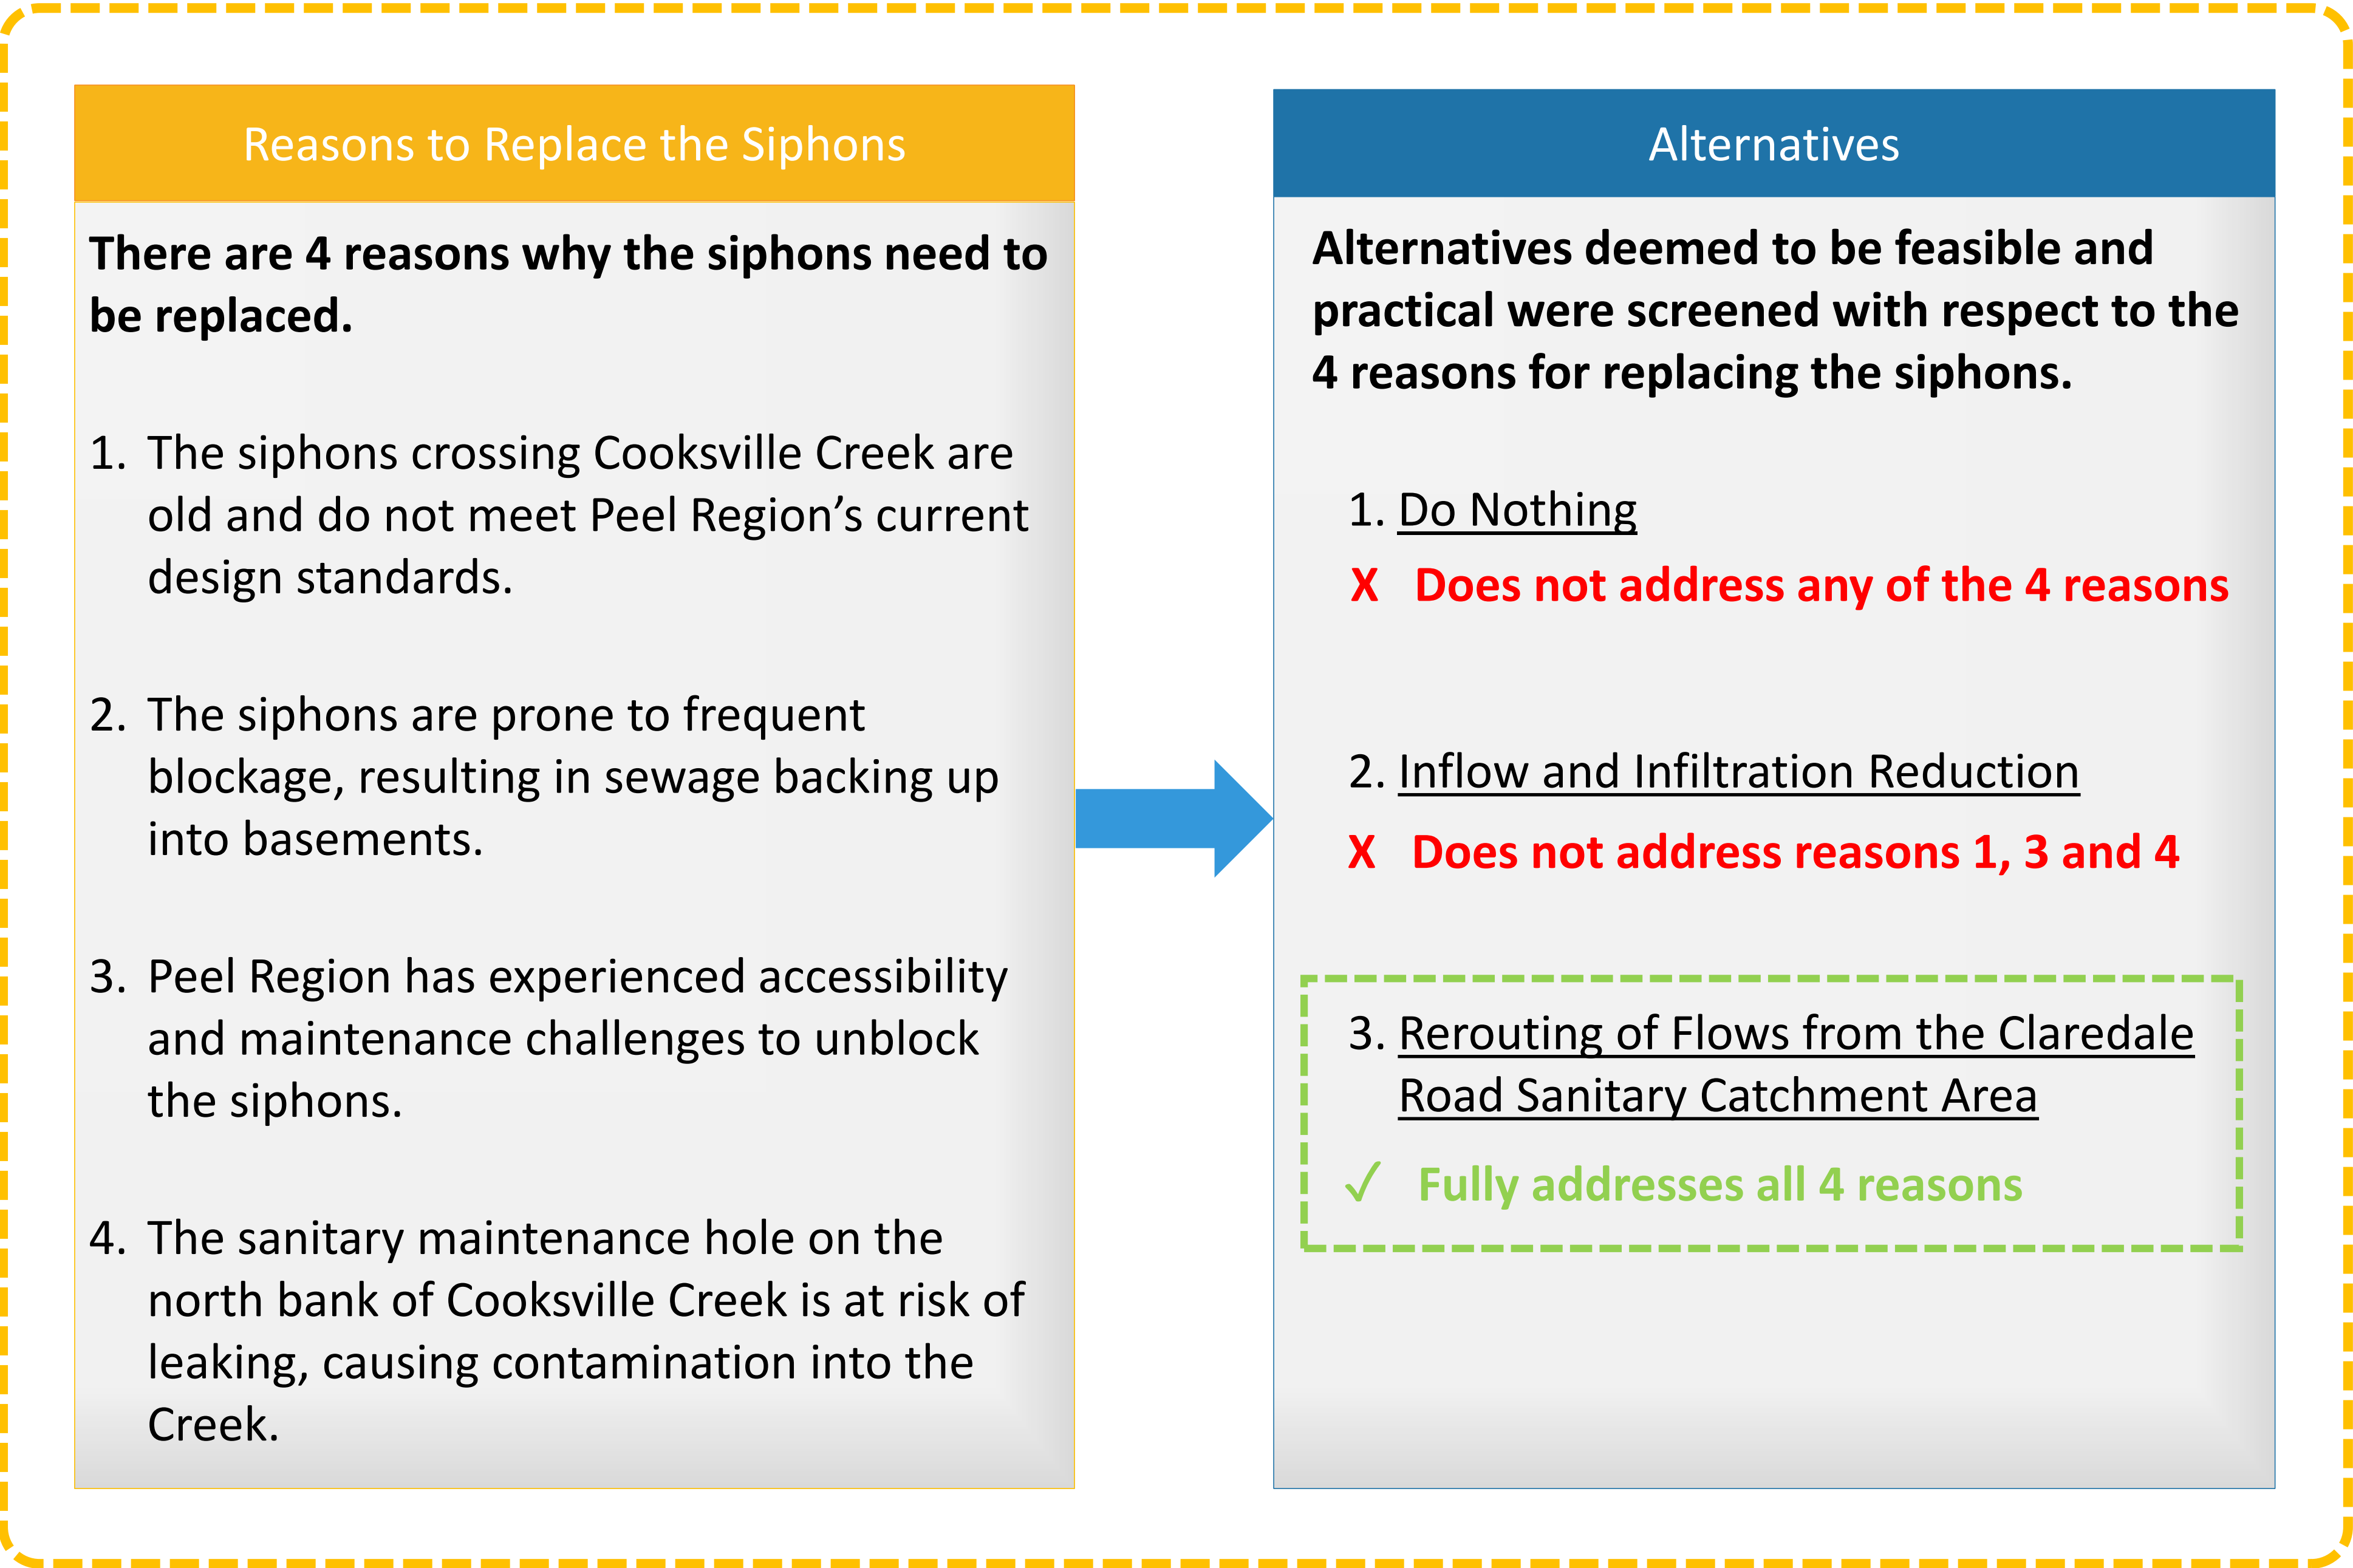 Reasons to Replace the Siphons
There are 4 reasons why the siphons need to
be replaced.
1. The siphons crossing Cooksville Creek are
old and do not meet Peel Region’s current
design standards.
2. The siphons are prone to frequent
blockage, resulting in sewage backing up
into basements.
3. Peel Region has experienced accessibility
and maintenance challenges to unblock
the siphons.
4. The sanitary maintenance hole on the
north bank of Cooksville Creek is at risk of
leaking, causing contamination into the
Creek.
Alternatives
Alternatives deemed to be feasible and
practical were screened with respect to the
4 reasons for replacing the siphons.
1. Do Nothing
X Does not address any of the 4 reasons
2. Inflow and Infiltration Reduction
X Does not address reasons 1, 3 and 4
3. Rerouting of Flows from the Claredale
Road Sanitary Catchment Area
✓ Fully addresses all 4 reasons